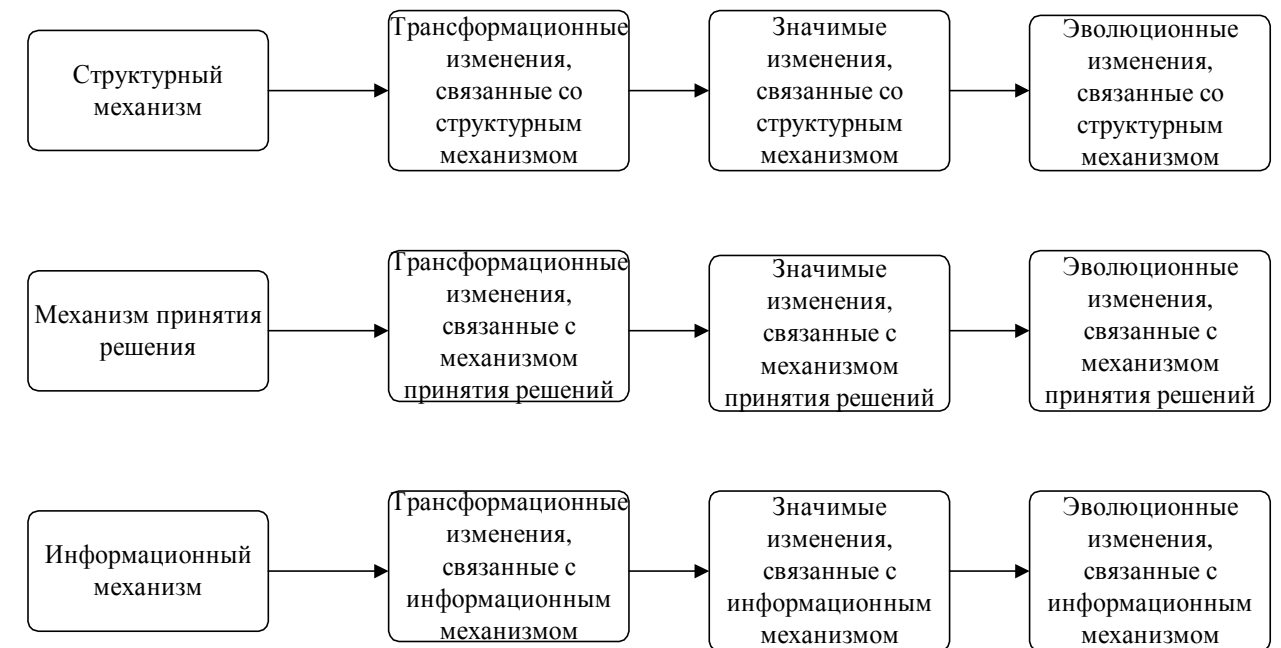 Структурный
механизм
Трансформационные
изменения,
связанные со
структурным
механизмом
Значимые
изменения,
связанные со
структурным
механизмом
Эволюционные
изменения,
связанные со
структурным
механизмом
Механизм принятия
решения
Трансформационные
изменения,
связанные с
механизмом
принятия решений
Значимые
изменения,
связанные с
механизмом
принятия решений
Эволюционные
изменения,
связанные с
механизмом
принятия решений
Информационный
механизм
Трансформационные
изменения,
связанные с
информационным
механизмом
Значимые
изменения,
связанные с
информационным
механизмом
Эволюционные
изменения,
связанные с
информационным
механизмом